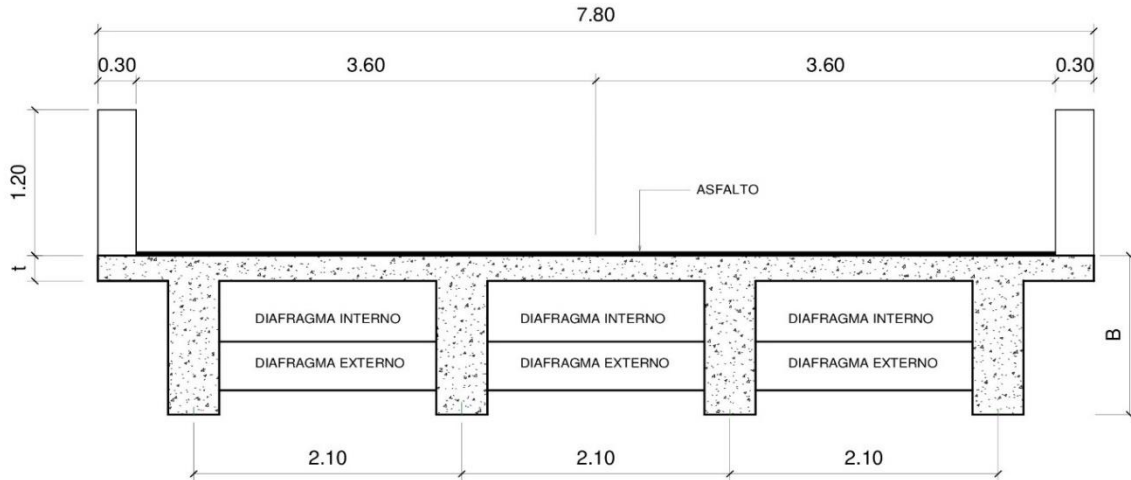 7.80
0.30 3.60 3.60 0.30
1.20
ASFALTO
t
DIAFRAGMA INTERNO DIAFRAGMA INTERNO DIAFRAGMA INTERNO
B
DIAFRAGMA EXTERNO DIAFRAGMA EXTERNO DIAFRAGMA EXTERNO
2.10 2.10 2.10